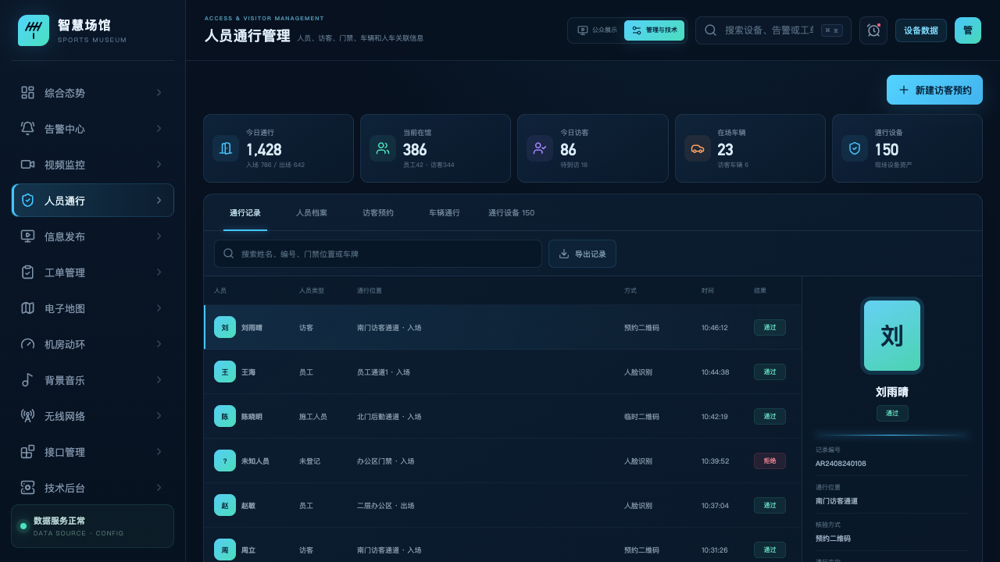 智慧场馆
SPORTS MUSEUM
综合态势
告警中心
视频监控
人员通行
信息发布
工单管理
电子地图
机房动环
背景音乐
无线网络
接口管理
技术后台
数据服务正常
DATA SOURCE · CONFIG
ACCESS & VISITOR MANAGEMENT
人员通行管理 人员、访客、门禁、车辆和人车关联信息
公众展示 管理与技术
搜索设备、告警或工单 ⌘ K
设备数据
管
新建访客预约
今日通行
1,428
入场 786 / 出场 642
当前在馆
386
员工42 · 访客344
今日访客
86
待到访 18
在场车辆
23
访客车辆 6
通行设备
150
现场设备资产
通行记录 人员档案 访客预约 车辆通行 通行设备 150
搜索姓名、编号、门禁位置或车牌
导出记录
人员 人员类型 通行位置 方式 时间 结果
刘 刘雨晴 访客 南门访客通道 · 入场 预约二维码 10:46:12 通过
王 王海 员工 员工通道1 · 入场 人脸识别 10:44:38 通过
陈 陈晓明 施工人员 北门后勤通道 · 入场 临时二维码 10:42:19 通过
? 未知人员 未登记 办公区门禁 · 入场 人脸识别 10:39:52 拒绝
赵 赵敏 员工 二层办公区 · 出场 人脸识别 10:37:04 通过
周 周立 访客 南门访客通道 · 入场 预约二维码 10:31:26 通过
刘
刘雨晴
通过
记录编号
AR2408240108
通行位置
南门访客通道
核验方式
预约二维码
通行方向